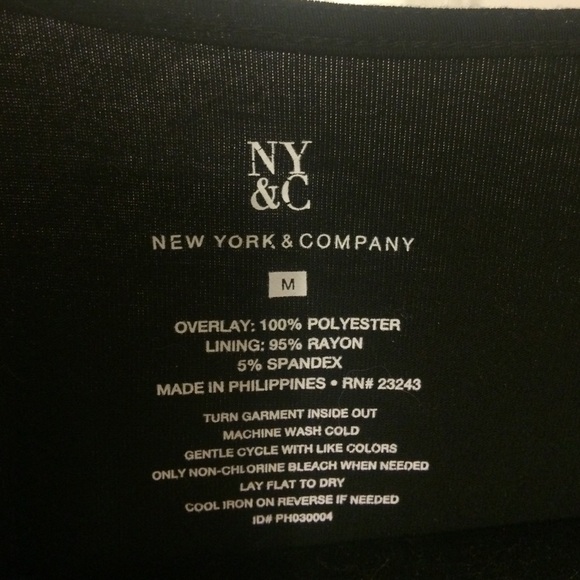 NY
&C
NEW YORK & COMPANY
M
OVERLAY: 100% POLYESTER
LINING: 95% RAYON
5% SPANDEX
MADE IN PHILIPPINES • RN# 23243
TURN GARMENT INSIDE OUT
MACHINE WASH COLD
GENTLE CYCLE WITH LIKE COLORS
ONLY NON-CHLORINE BLEACH WHEN NEEDED
LAY FLAT TO DRY
COOL IRON ON REVERSE IF NEEDED
ID# PH030004